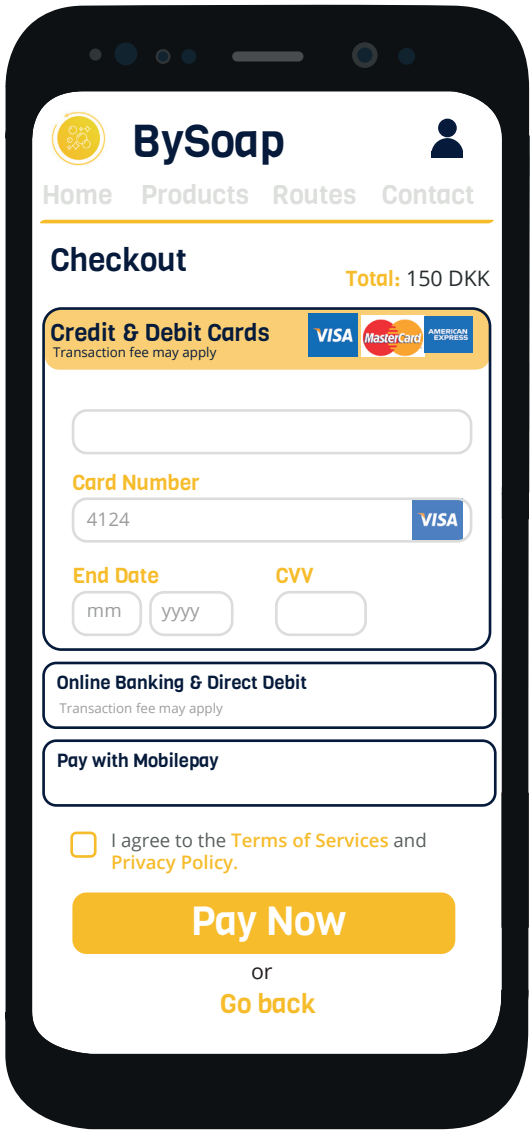 BySoap
Home Products Routes Contact
Checkout
Total: 150 DKK
Credit & Debit Cards
Transaction fee may apply
VISA MasterCard AMERICAN EXPRESS
Card Number
4124 VISA
End Date CVV
mm yyyy
Online Banking & Direct Debit
Transaction fee may apply
Pay with Mobilepay
I agree to the Terms of Services and
Privacy Policy.
Pay Now
or
Go back